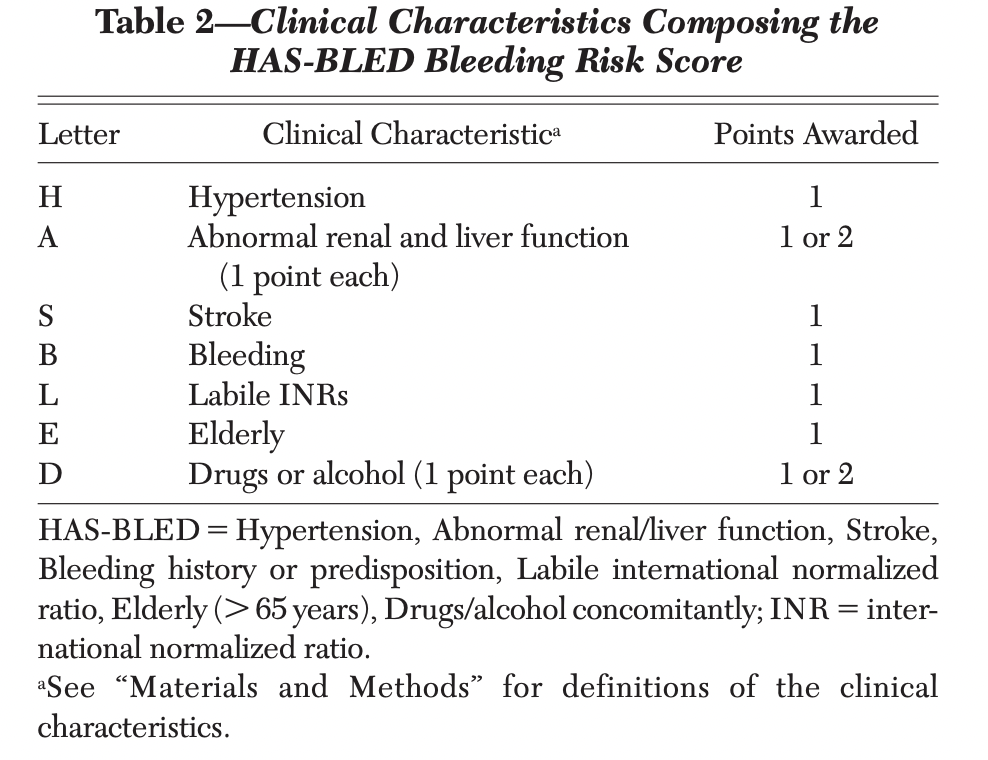 Table 2—Clinical Characteristics Composing the
HAS-BLED Bleeding Risk Score
Letter Clinical Characteristicᵃ Points Awarded
H Hypertension 1
A Abnormal renal and liver function 1 or 2
(1 point each)
S Stroke 1
B Bleeding 1
L Labile INRs 1
E Elderly 1
D Drugs or alcohol (1 point each) 1 or 2
HAS-BLED = Hypertension, Abnormal renal/liver function, Stroke,
Bleeding history or predisposition, Labile international normalized
ratio, Elderly (> 65 years), Drugs/alcohol concomitantly; INR = inter-
national normalized ratio.
ᵃSee “Materials and Methods” for definitions of the clinical
characteristics.